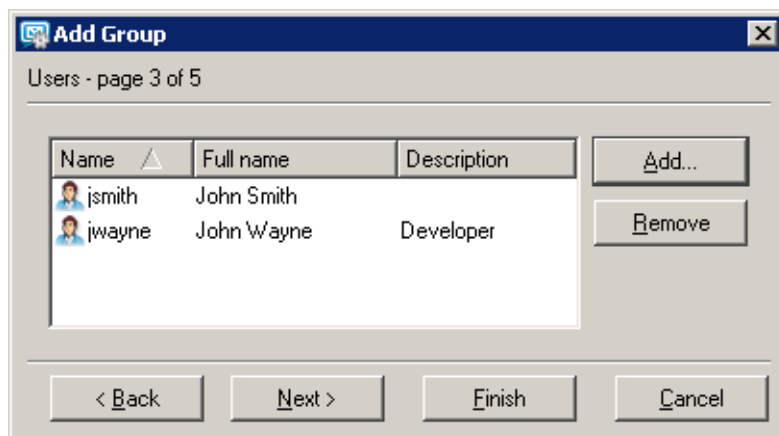 Add Group
Users - page 3 of 5
Name Full name Description
jsmith John Smith
jwayne John Wayne Developer
Add...
Remove
< Back Next > Finish Cancel